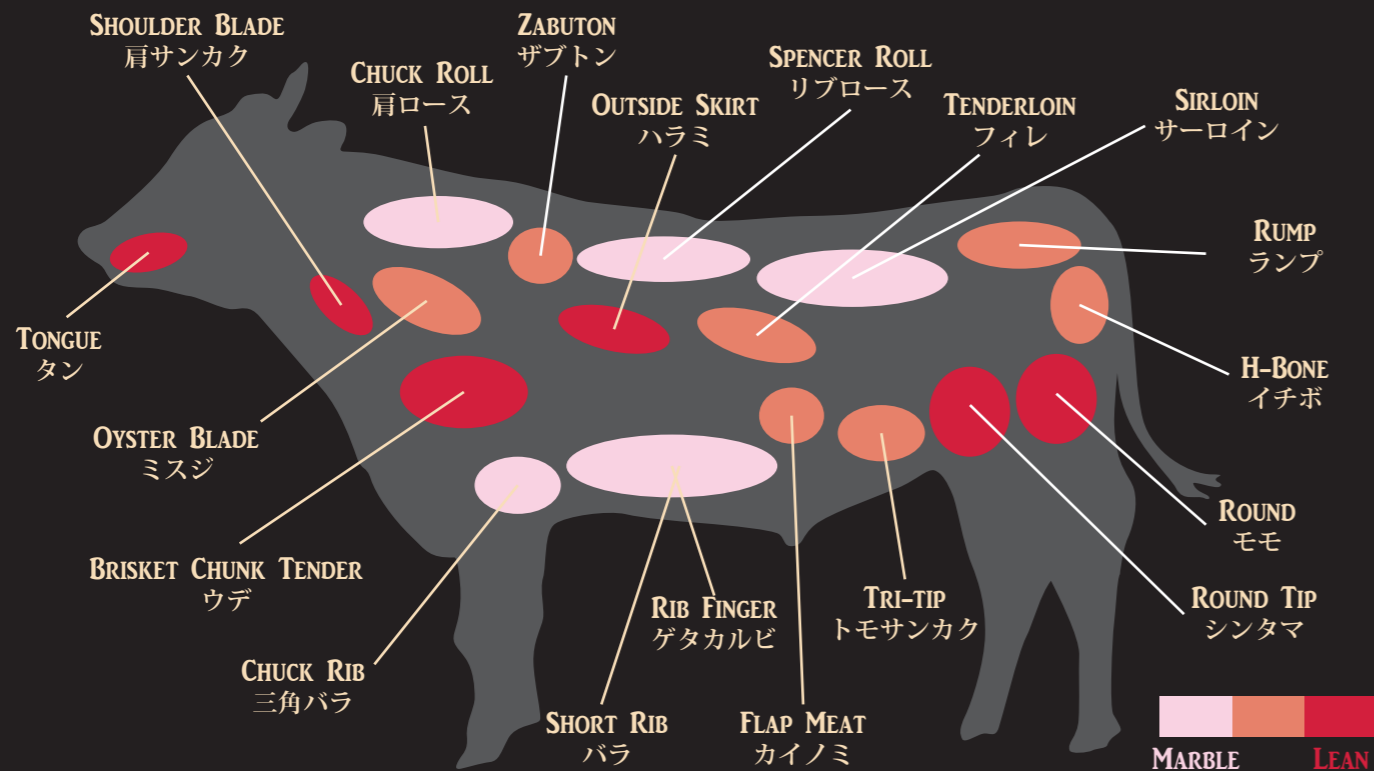 Shoulder Blade
肩サンカク
Chuck Roll
肩ロース
Zabuton
ザブトン
Outside Skirt
ハラミ
Spencer Roll
リブロース
Tenderloin
フィレ
Sirloin
サーロイン
Rump
ランプ
Tongue
タン
H-Bone
イチボ
Oyster Blade
ミスジ
Round
モモ
Brisket Chunk Tender
ウデ
Rib Finger
ゲタカルビ
Tri-tip
トモサンカク
Round Tip
シンタマ
Chuck Rib
三角バラ
Short Rib
バラ
Flap Meat
カイノミ
Marble
Lean